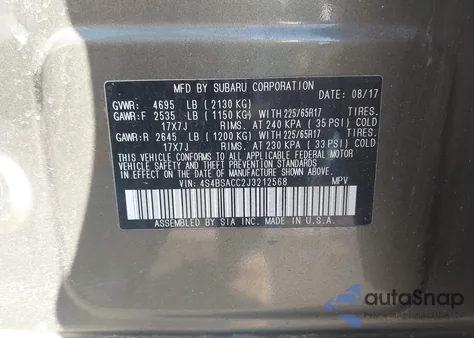 MFD BY SUBARU CORPORATION
DATE: 08/17
GVWR: 4695 LB (2130 KG)
GAWR:F 2535 LB (1150 KG) WITH 225/65R17 TIRES.
17X7J RIMS. AT 240 KPA (35 PSI) COLD
GAWR:R 2645 LB (1200 KG) WITH 225/65R17 TIRES.
17X7J RIMS. AT 230 KPA (33 PSI) COLD
THIS VEHICLE CONFORMS TO ALL APPLICABLE FEDERAL MOTOR
VEHICLE SAFETY AND THEFT PREVENTION STANDARDS
IN EFFECT ON THE DATE OF MANUFACTURE SHOWN ABOVE.
VIN: 4S4BSACC2J3212568 MPV
ASSEMBLED BY SIA INC. MADE IN U.S.A.
autoSnap